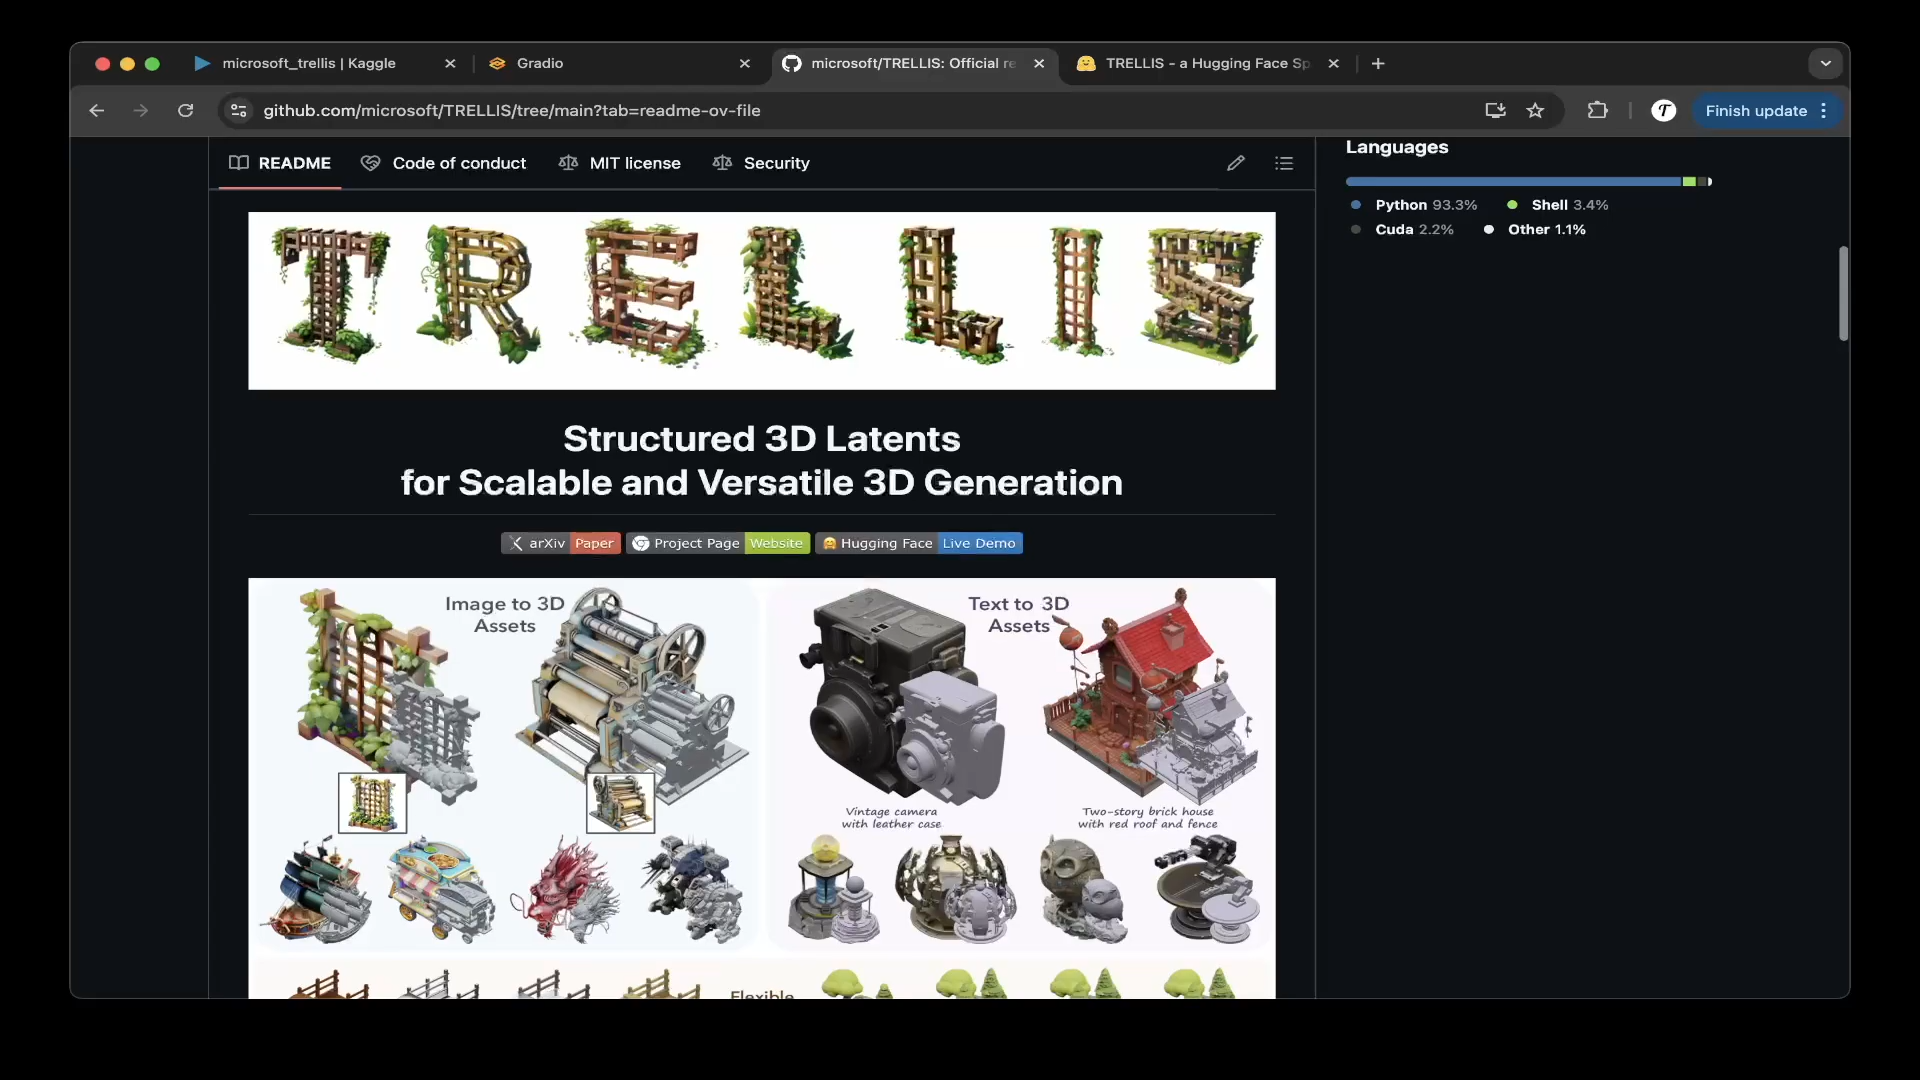 microsoft_trellis | Kaggle
Gradio
microsoft/TRELLIS: Official re
TRELLIS - a Hugging Face Sp
github.com/microsoft/TRELLIS/tree/main?tab=readme-ov-file
Finish update
README
Code of conduct
MIT license
Security
Languages
Python 93.3%
Shell 3.4%
Cuda 2.2%
Other 1.1%
TRELLIS
Structured 3D Latents
for Scalable and Versatile 3D Generation
arXiv Paper
Project Page Website
Hugging Face Live Demo
Image to 3D
Assets
Text to 3D
Assets
Vintage camera
with leather case
Two-story brick house
with red roof and fence
Flexible